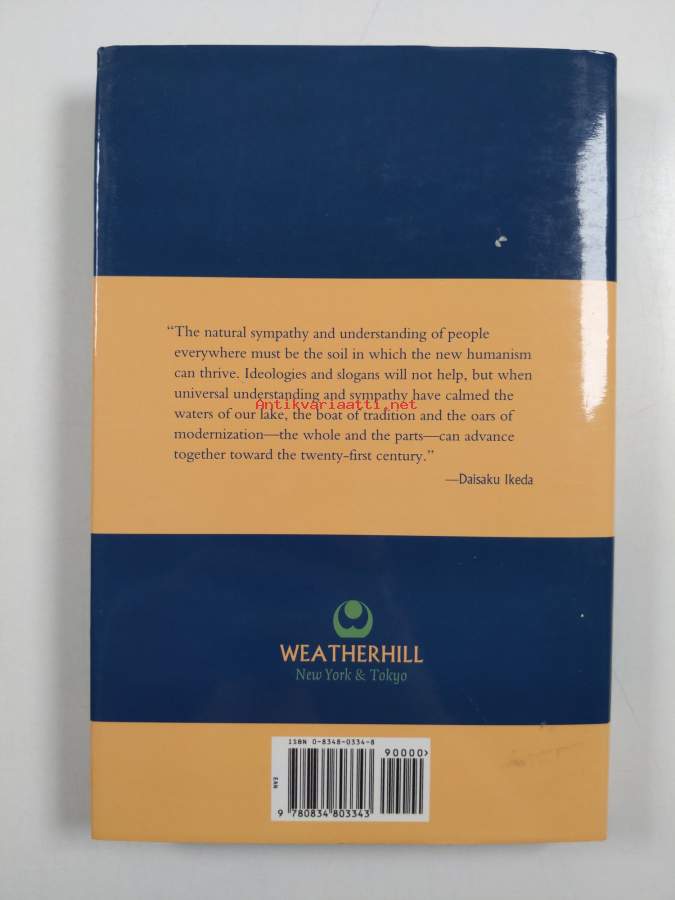 “The natural sympathy and understanding of people
everywhere must be the soil in which the new humanism
can thrive. Ideologies and slogans will not help, but when
universal understanding and sympathy have calmed the
Antikvariaatti.net
waters of our lake, the boat of tradition and the oars of
modernization—the whole and the parts—can advance
together toward the twenty-first century.”
—Daisaku Ikeda
WEATHERHILL
New York & Tokyo
ISBN 0-8348-0334-8
90000>
EAN
9 780834 803343